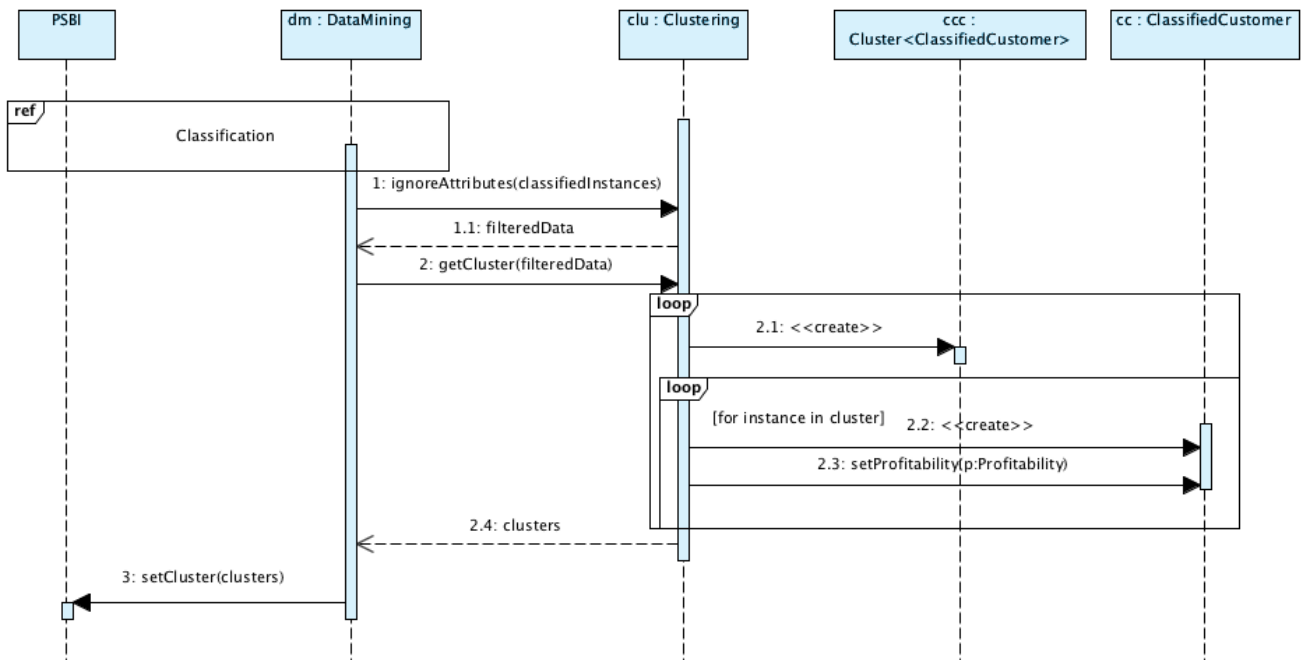 PSBI
dm : DataMining
clu : Clustering
ccc :
Cluster<ClassifiedCustomer>
cc : ClassifiedCustomer
ref
Classification
1: ignoreAttributes(classifiedInstances)
1.1: filteredData
2: getCluster(filteredData)
loop
2.1: <<create>>
loop
[for instance in cluster]
2.2: <<create>>
2.3: setProfitability(p:Profitability)
2.4: clusters
3: setCluster(clusters)